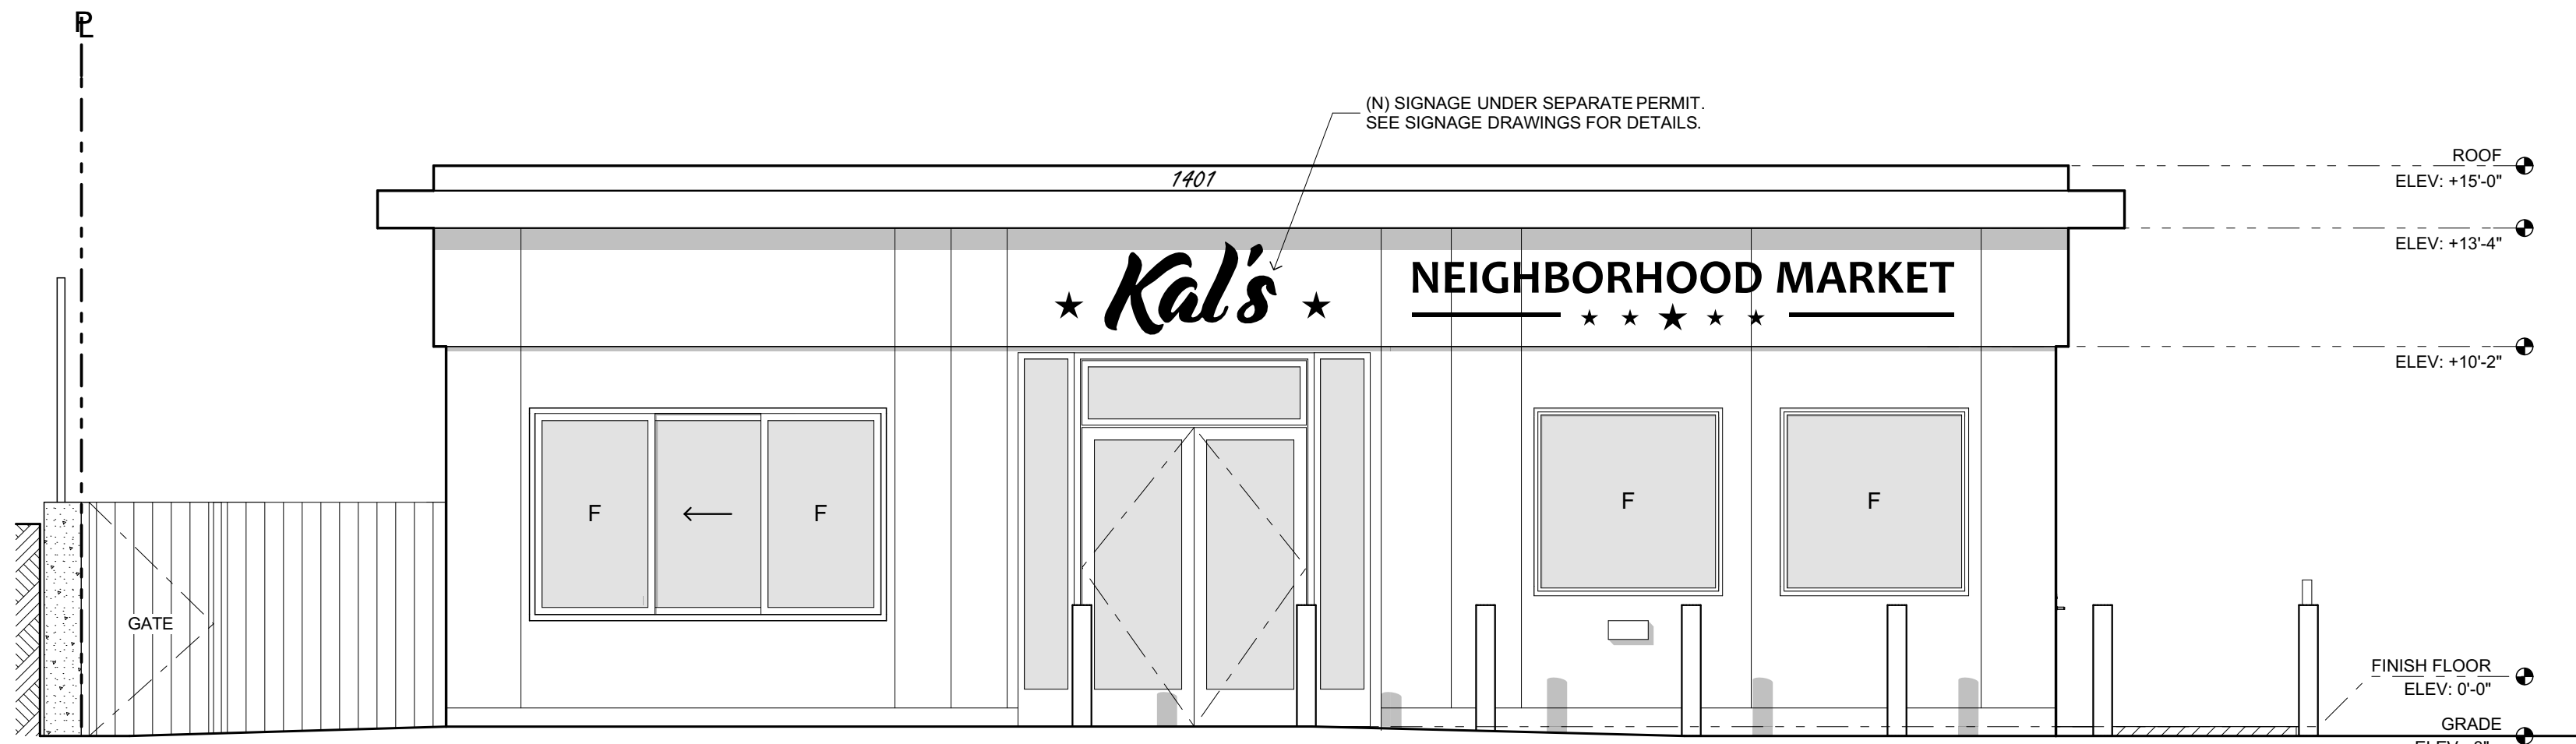 PL
(N) SIGNAGE UNDER SEPARATE PERMIT.
SEE SIGNAGE DRAWINGS FOR DETAILS.
ROOF
ELEV: +15'-0"
1401
ELEV: +13'-4"
Kal's
NEIGHBORHOOD MARKET
ELEV: +10'-2"
F
F
F
F
GATE
FINISH FLOOR
ELEV: 0'-0"
GRADE